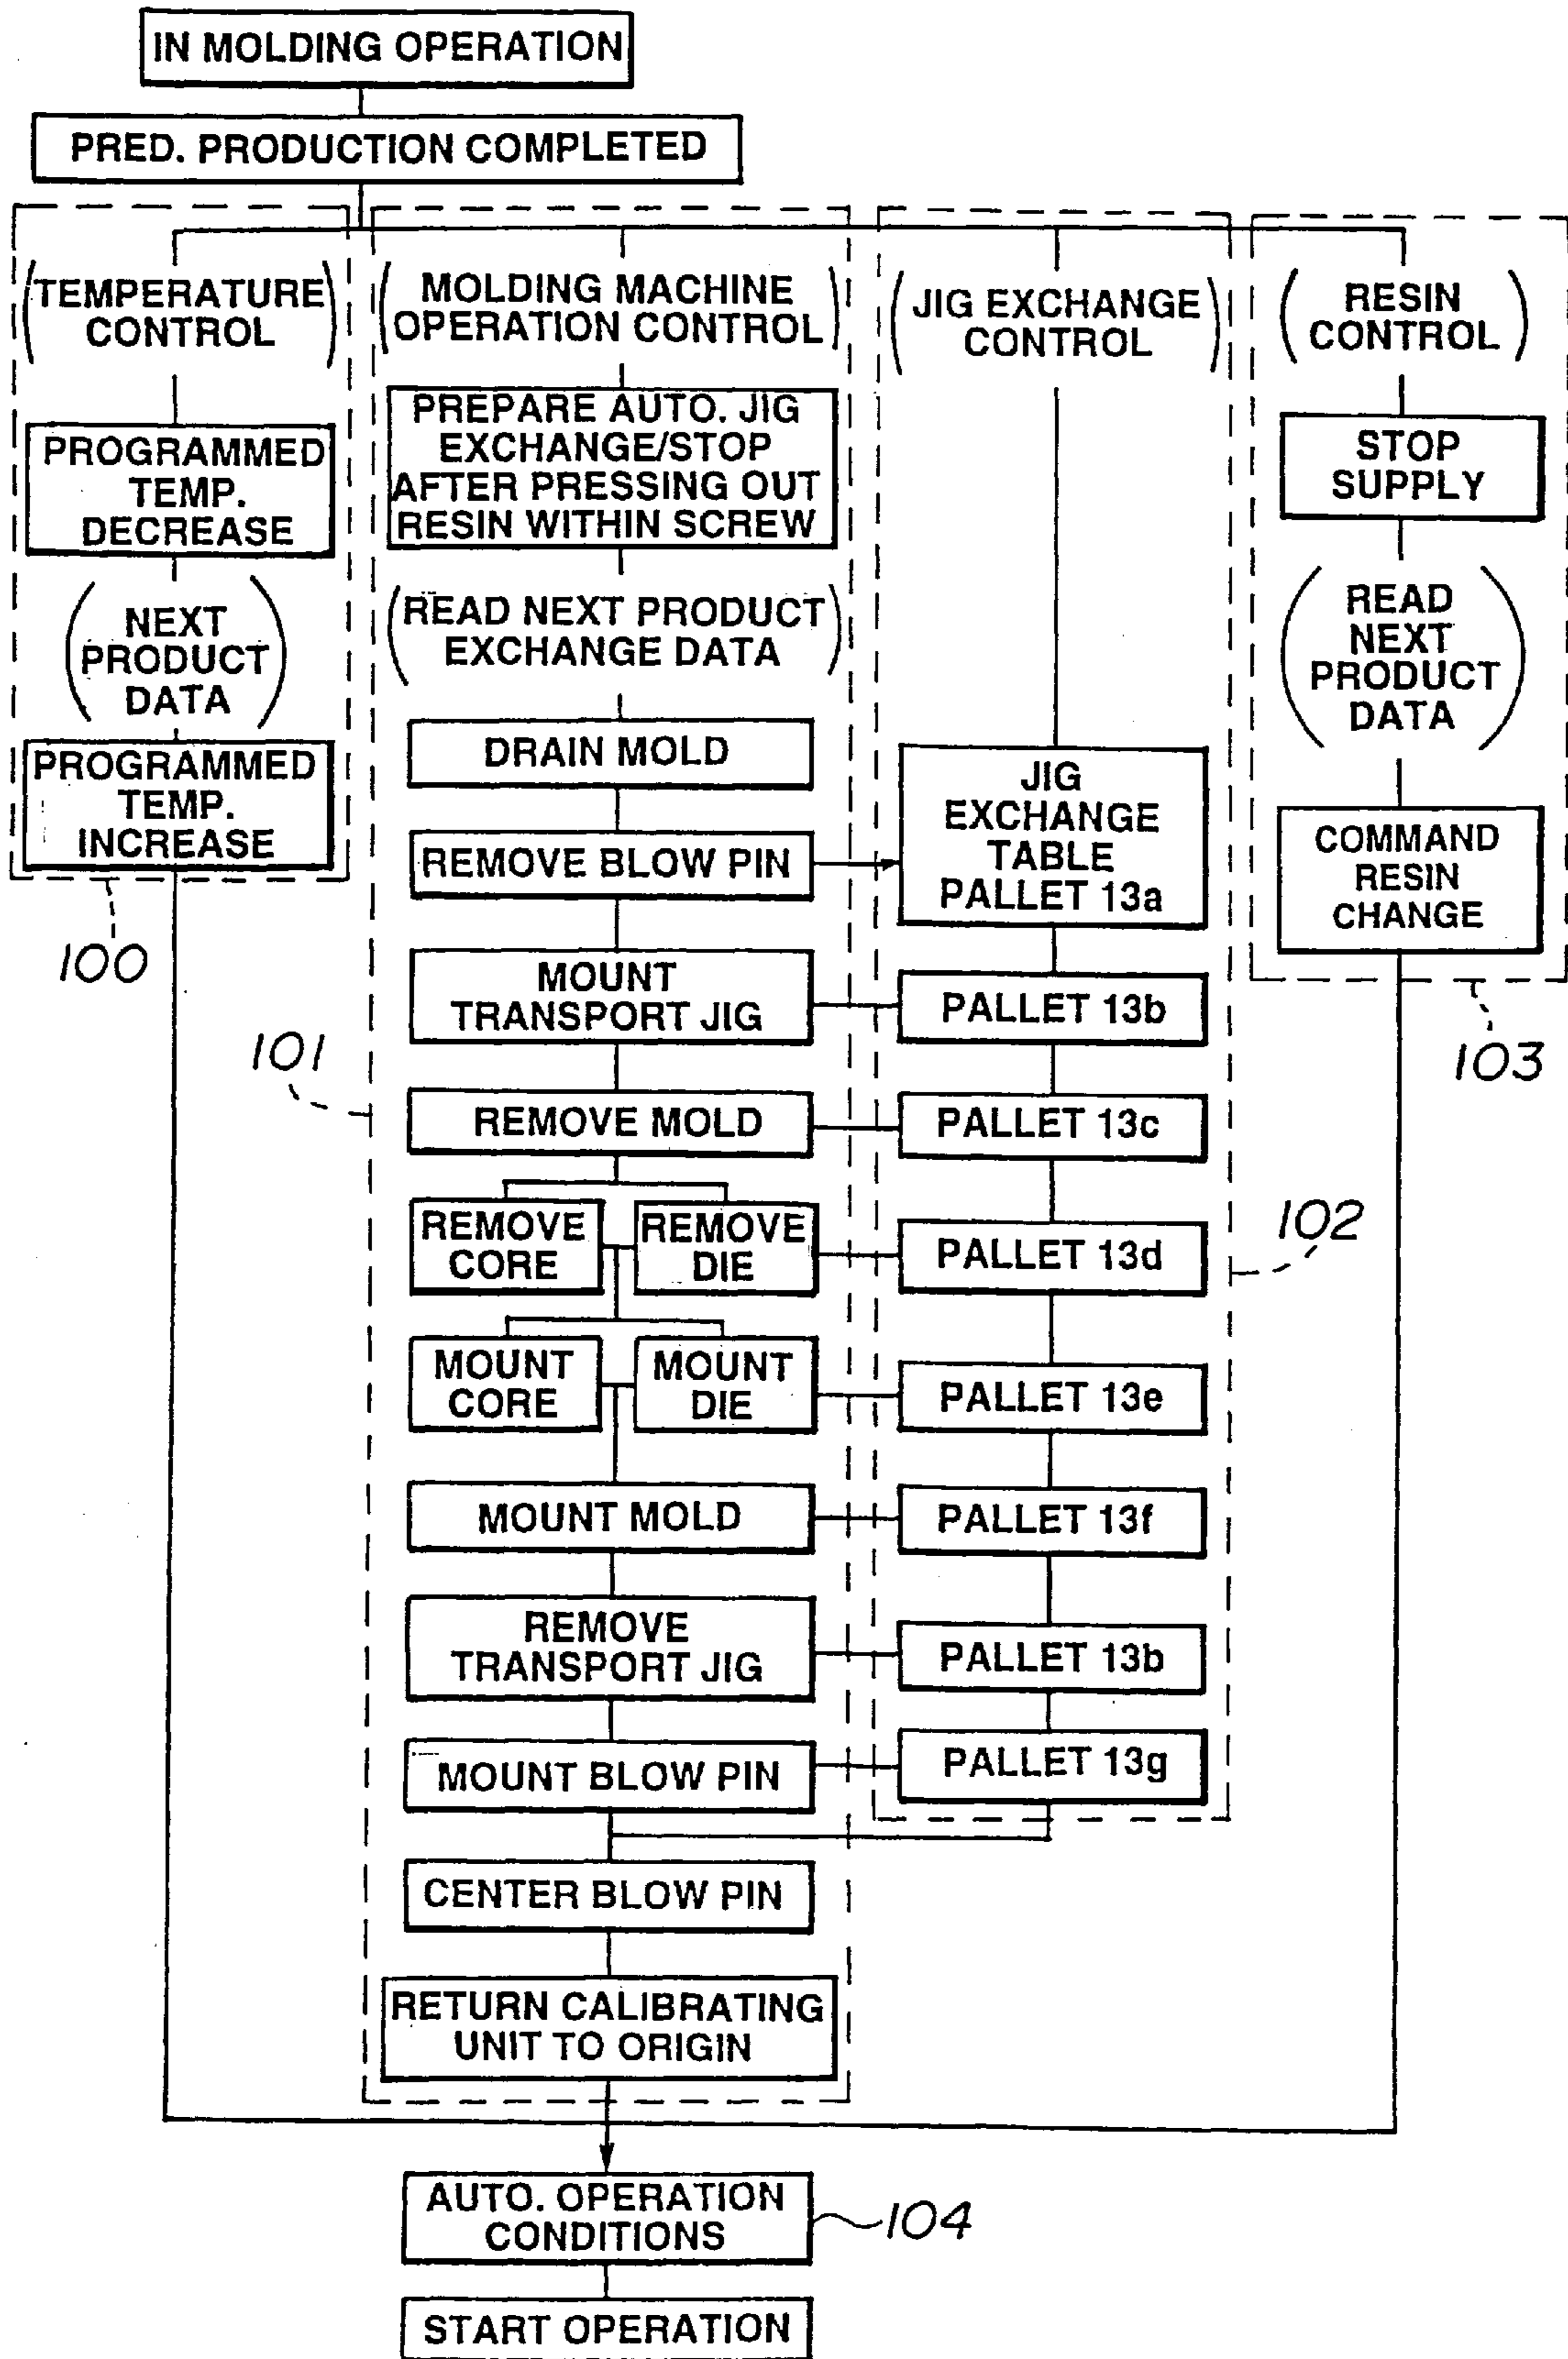 IN MOLDING OPERATION
PRED. PRODUCTION COMPLETED
(TEMPERATURE
CONTROL)
PROGRAMMED
TEMP.
DECREASE
(NEXT
PRODUCT
DATA)
PROGRAMMED
TEMP.
INCREASE
100
(MOLDING MACHINE
OPERATION CONTROL)
PREPARE AUTO. JIG
EXCHANGE/STOP
AFTER PRESSING OUT
RESIN WITHIN SCREW
(READ NEXT PRODUCT
EXCHANGE DATA)
DRAIN MOLD
REMOVE BLOW PIN
MOUNT
TRANSPORT JIG
101
REMOVE MOLD
REMOVE
CORE
REMOVE
DIE
MOUNT
CORE
MOUNT
DIE
MOUNT MOLD
REMOVE
TRANSPORT JIG
MOUNT BLOW PIN
CENTER BLOW PIN
RETURN CALIBRATING
UNIT TO ORIGIN
(JIG EXCHANGE
CONTROL)
JIG
EXCHANGE
TABLE
PALLET 13a
PALLET 13b
PALLET 13c
PALLET 13d
102
PALLET 13e
PALLET 13f
PALLET 13b
PALLET 13g
(RESIN
CONTROL)
STOP
SUPPLY
(READ
NEXT
PRODUCT
DATA)
COMMAND
RESIN
CHANGE
103
AUTO. OPERATION
CONDITIONS
104
START OPERATION